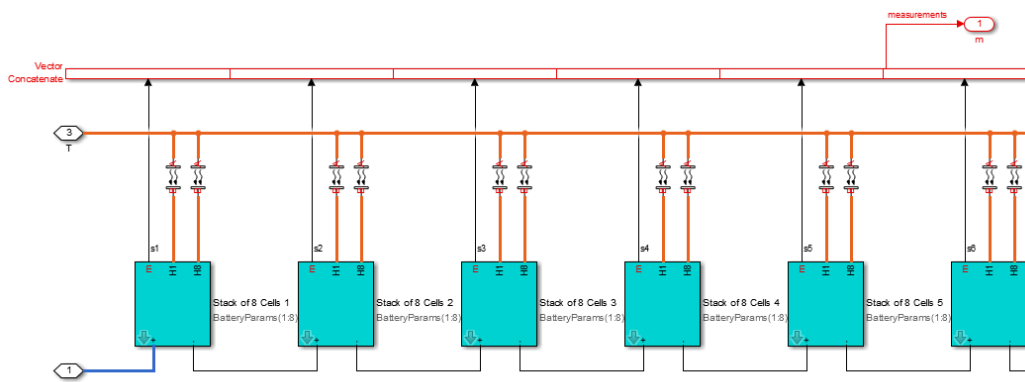 measurements
1
m
Vector
Concatenate
3
T
s1
s2
s3
s4
s5
s6
E H1 H8
E H1 H8
E H1 H8
E H1 H8
E H1 H8
E H1 H8
Stack of 8 Cells 1
BatteryParams(1:8)
Stack of 8 Cells 2
BatteryParams(1:8)
Stack of 8 Cells 3
BatteryParams(1:8)
Stack of 8 Cells 4
BatteryParams(1:8)
Stack of 8 Cells 5
BatteryParams(1:8)
+ -
+ -
+ -
+ -
+ -
+ -
1